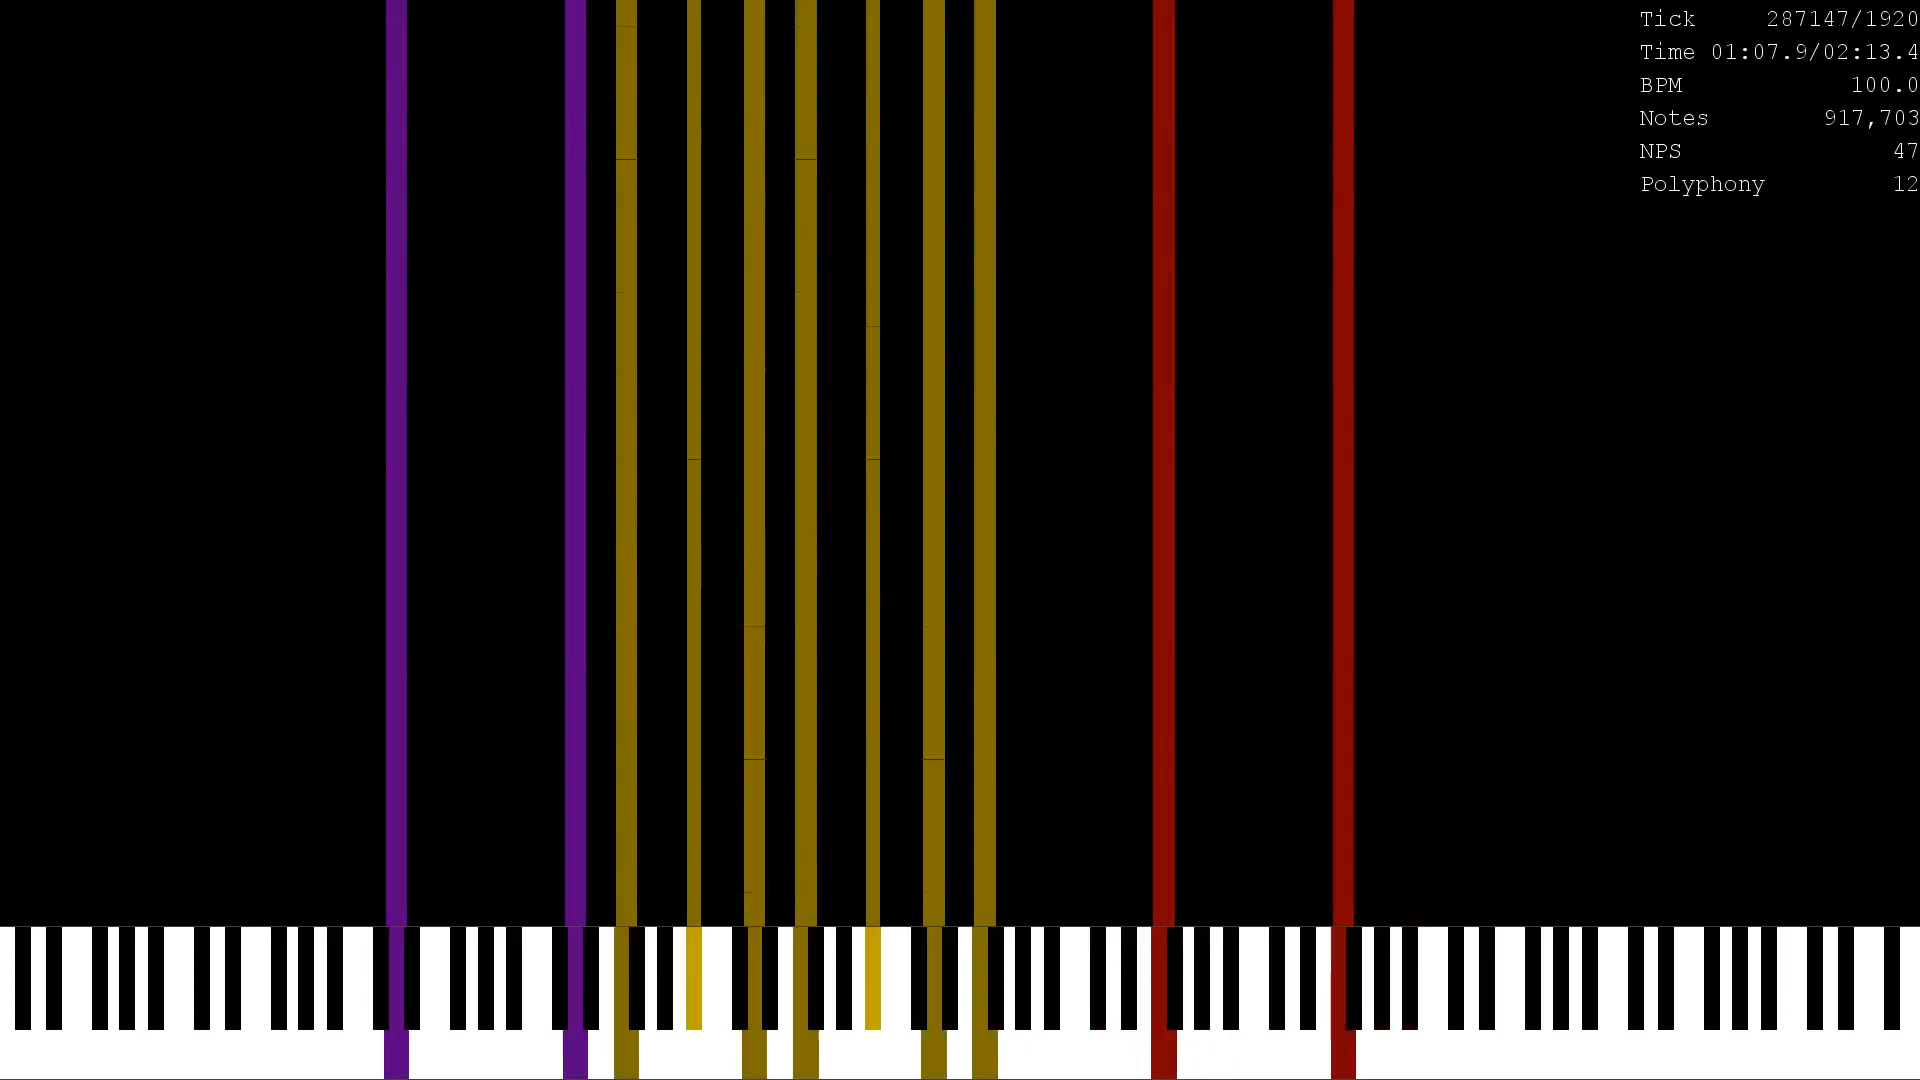 Tick 287147/1920
Time 01:07.9/02:13.4
BPM 100.0
Notes 917,703
NPS 47
Polyphony 12